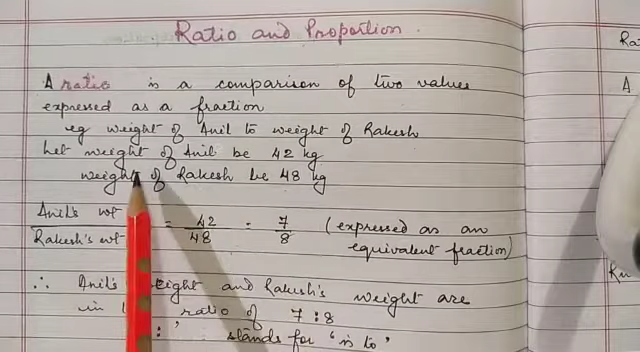 Ratio and Proportion
A ratio is a comparison of two values
expressed as a fraction
eg weight of Anil to weight of Rakesh
Let weight of Anil be 42 kg
weight of Rakesh be 48 kg
Anil's wt / Rakesh's wt = 42/48 = 7/8 (expressed as an
equivalent fraction)
∴ Anil's weight and Rakesh's weight are
in ratio of 7:8
':' stands for 'is to'
Ra
A